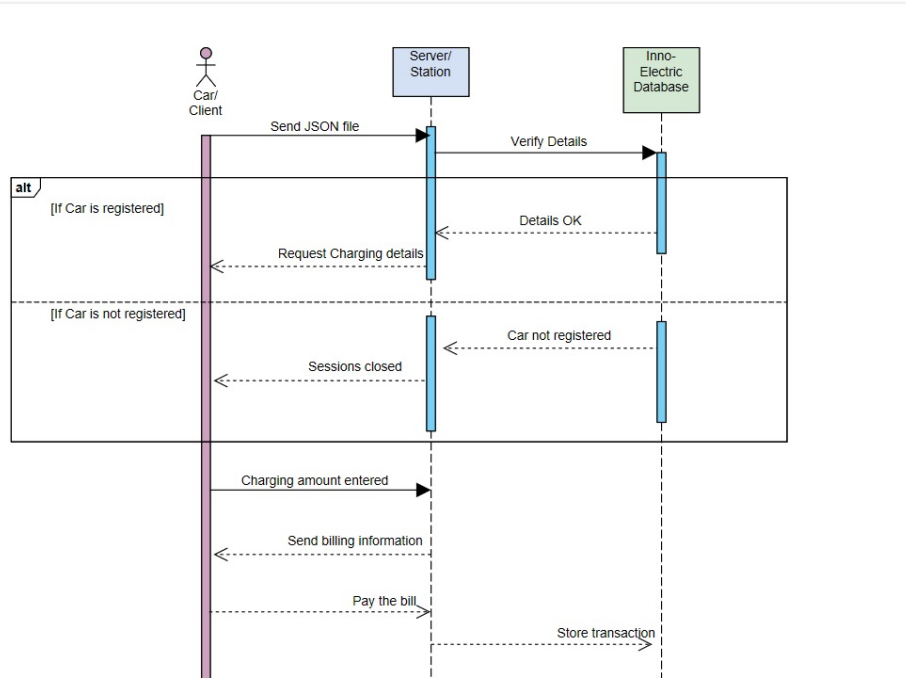 Server/
Station
Inno-
Electric
Database
Car/
Client
Send JSON file
Verify Details
alt
[If Car is registered]
Details OK
Request Charging details
[If Car is not registered]
Car not registered
Sessions closed
Charging amount entered
Send billing information
Pay the bill
Store transaction